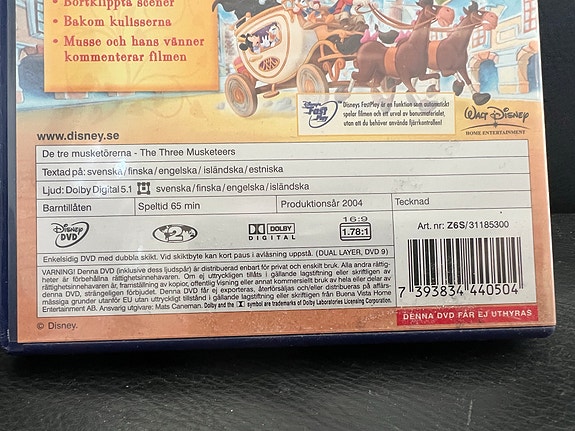 • Bortklippta scener
• Bakom kulisserna
• Musse och hans vänner
kommenterar filmen
Disney's
Fast
Play
Disneys FastPlay är en funktion som automatiskt
spelar filmen och ett urval av bonusmaterialet,
utan att du behöver använda fjärrkontrollen!
WALT DISNEY
HOME ENTERTAINMENT
www.disney.se
De tre musketörerna - The Three Musketeers
Textad på: svenska/finska/engelska/isländska/estniska
Ljud: Dolby Digital 5.1 svenska/finska/engelska/isländska
Barntillåten
Speltid 65 min
Produktionsår 2004
Tecknad
Disney
DVD
2
DOLBY
DIGITAL
16:9
1.78:1
Art. nr: Z6S/31185300
Enkelsidig DVD med dubbla skikt. Vid skiktbyte kan kort paus i avläsning uppstå. (DUAL LAYER, DVD 9)
VARNING! Denna DVD (inklusive dess ljudspår) är distribuerad enbart för privat och enskilt bruk. Alla andra rättig-
heter är förbehållna rättighetsinnehavaren. Om ej uttryckligen tillåts i gällande lagstiftning eller skriftligen av
rättighetsinnehavaren, är framställning av kopior, offentlig visning eller annat kommersiellt bruk av hela eller delar av
denna DVD, strängeligen förbjudet. Denna DVD får ej exporteras, återförsäljas och/eller distribueras på affärs-
mässiga grunder utanför EU utan uttryckligt tillstånd i gällande lagstiftning eller skriftligen från Buena Vista Home
Entertainment AB. Ansvarig utgivare: Mats Caneman. Dolby and the symbol are trademarks of Dolby Laboratories Licensing Corporation.
7 393834 440504
DENNA DVD FÅR EJ UTHYRAS
© Disney.